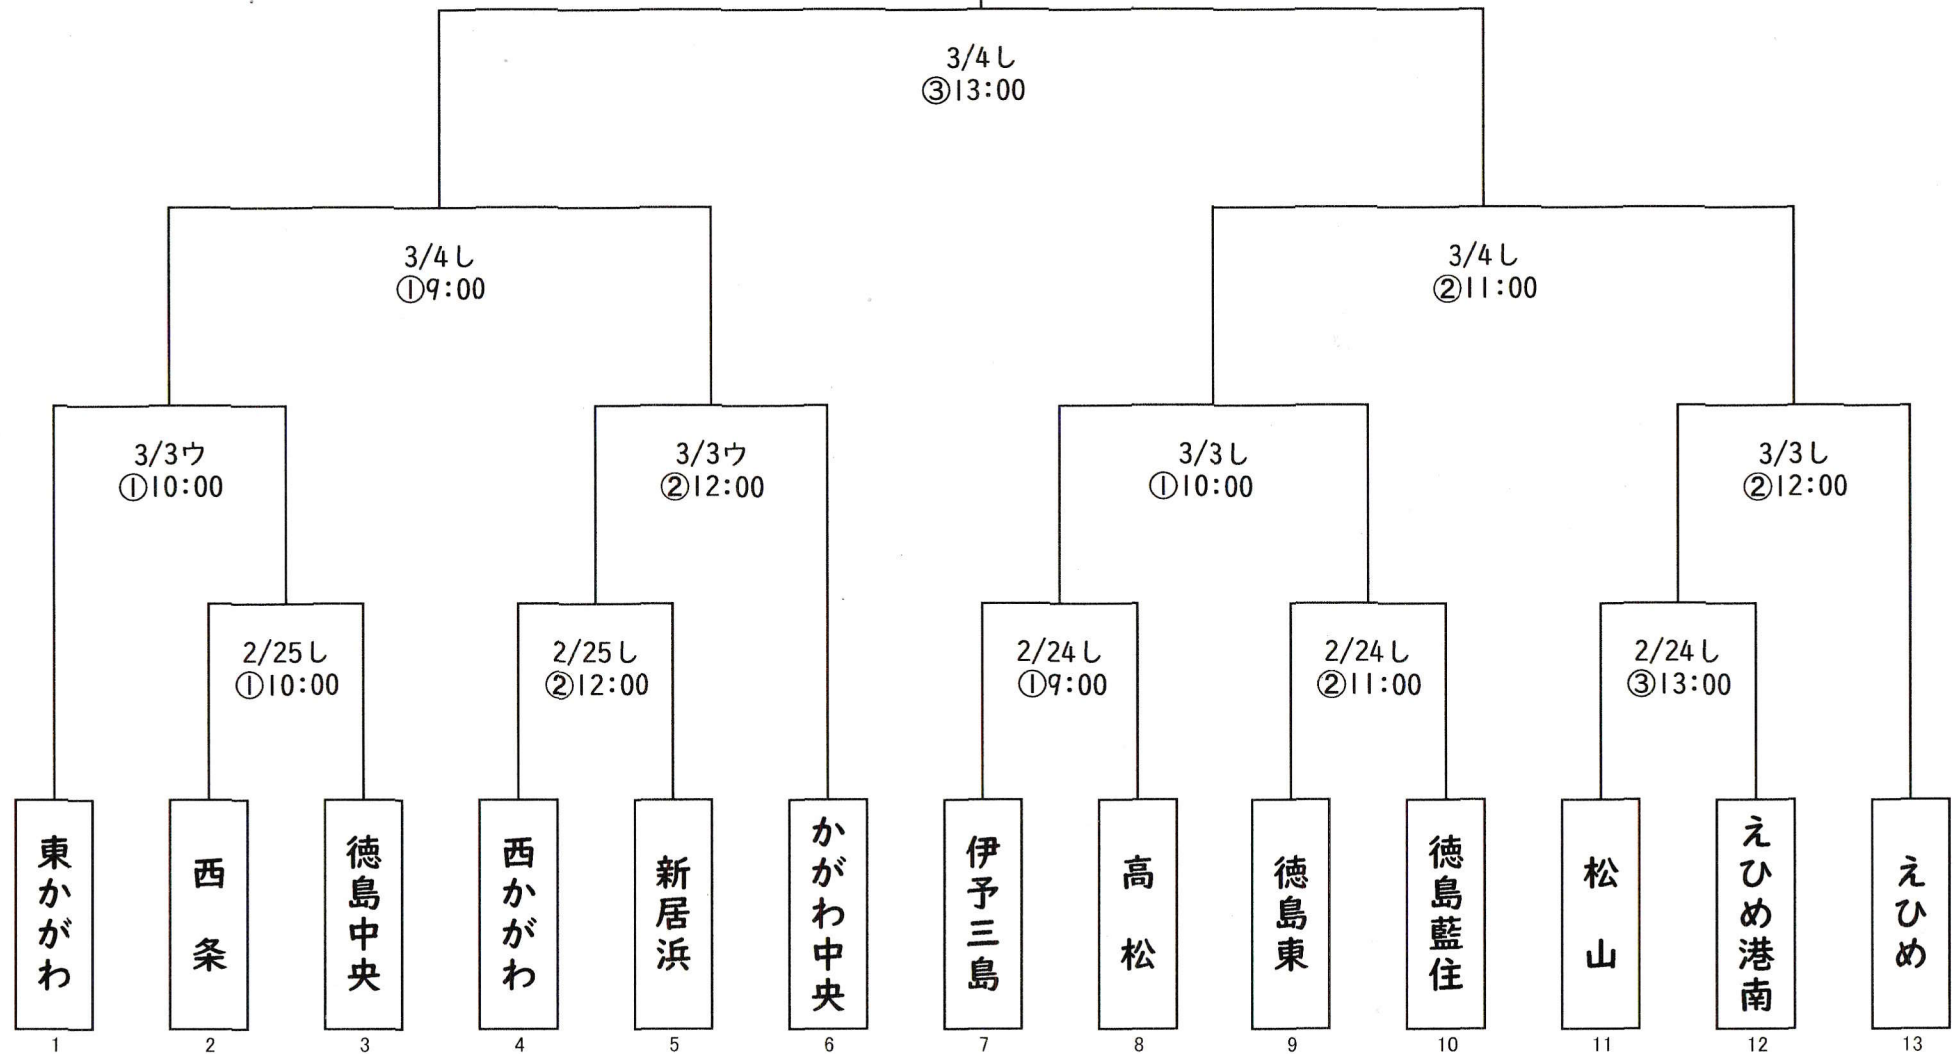 3/4し
③13:00
3/4し
①9:00
3/4し
②11:00
3/3ウ
①10:00
3/3ウ
②12:00
3/3し
①10:00
3/3し
②12:00
2/25し
①10:00
2/25し
②12:00
2/24し
①9:00
2/24し
②11:00
2/24し
③13:00
東かがわ
西条
徳島中央
西かがわ
新居浜
かがわ中央
伊予三島
高松
徳島東
徳島藍住
松山
えひめ港南
えひめ
1
2
3
4
5
6
7
8
9
10
11
12
13